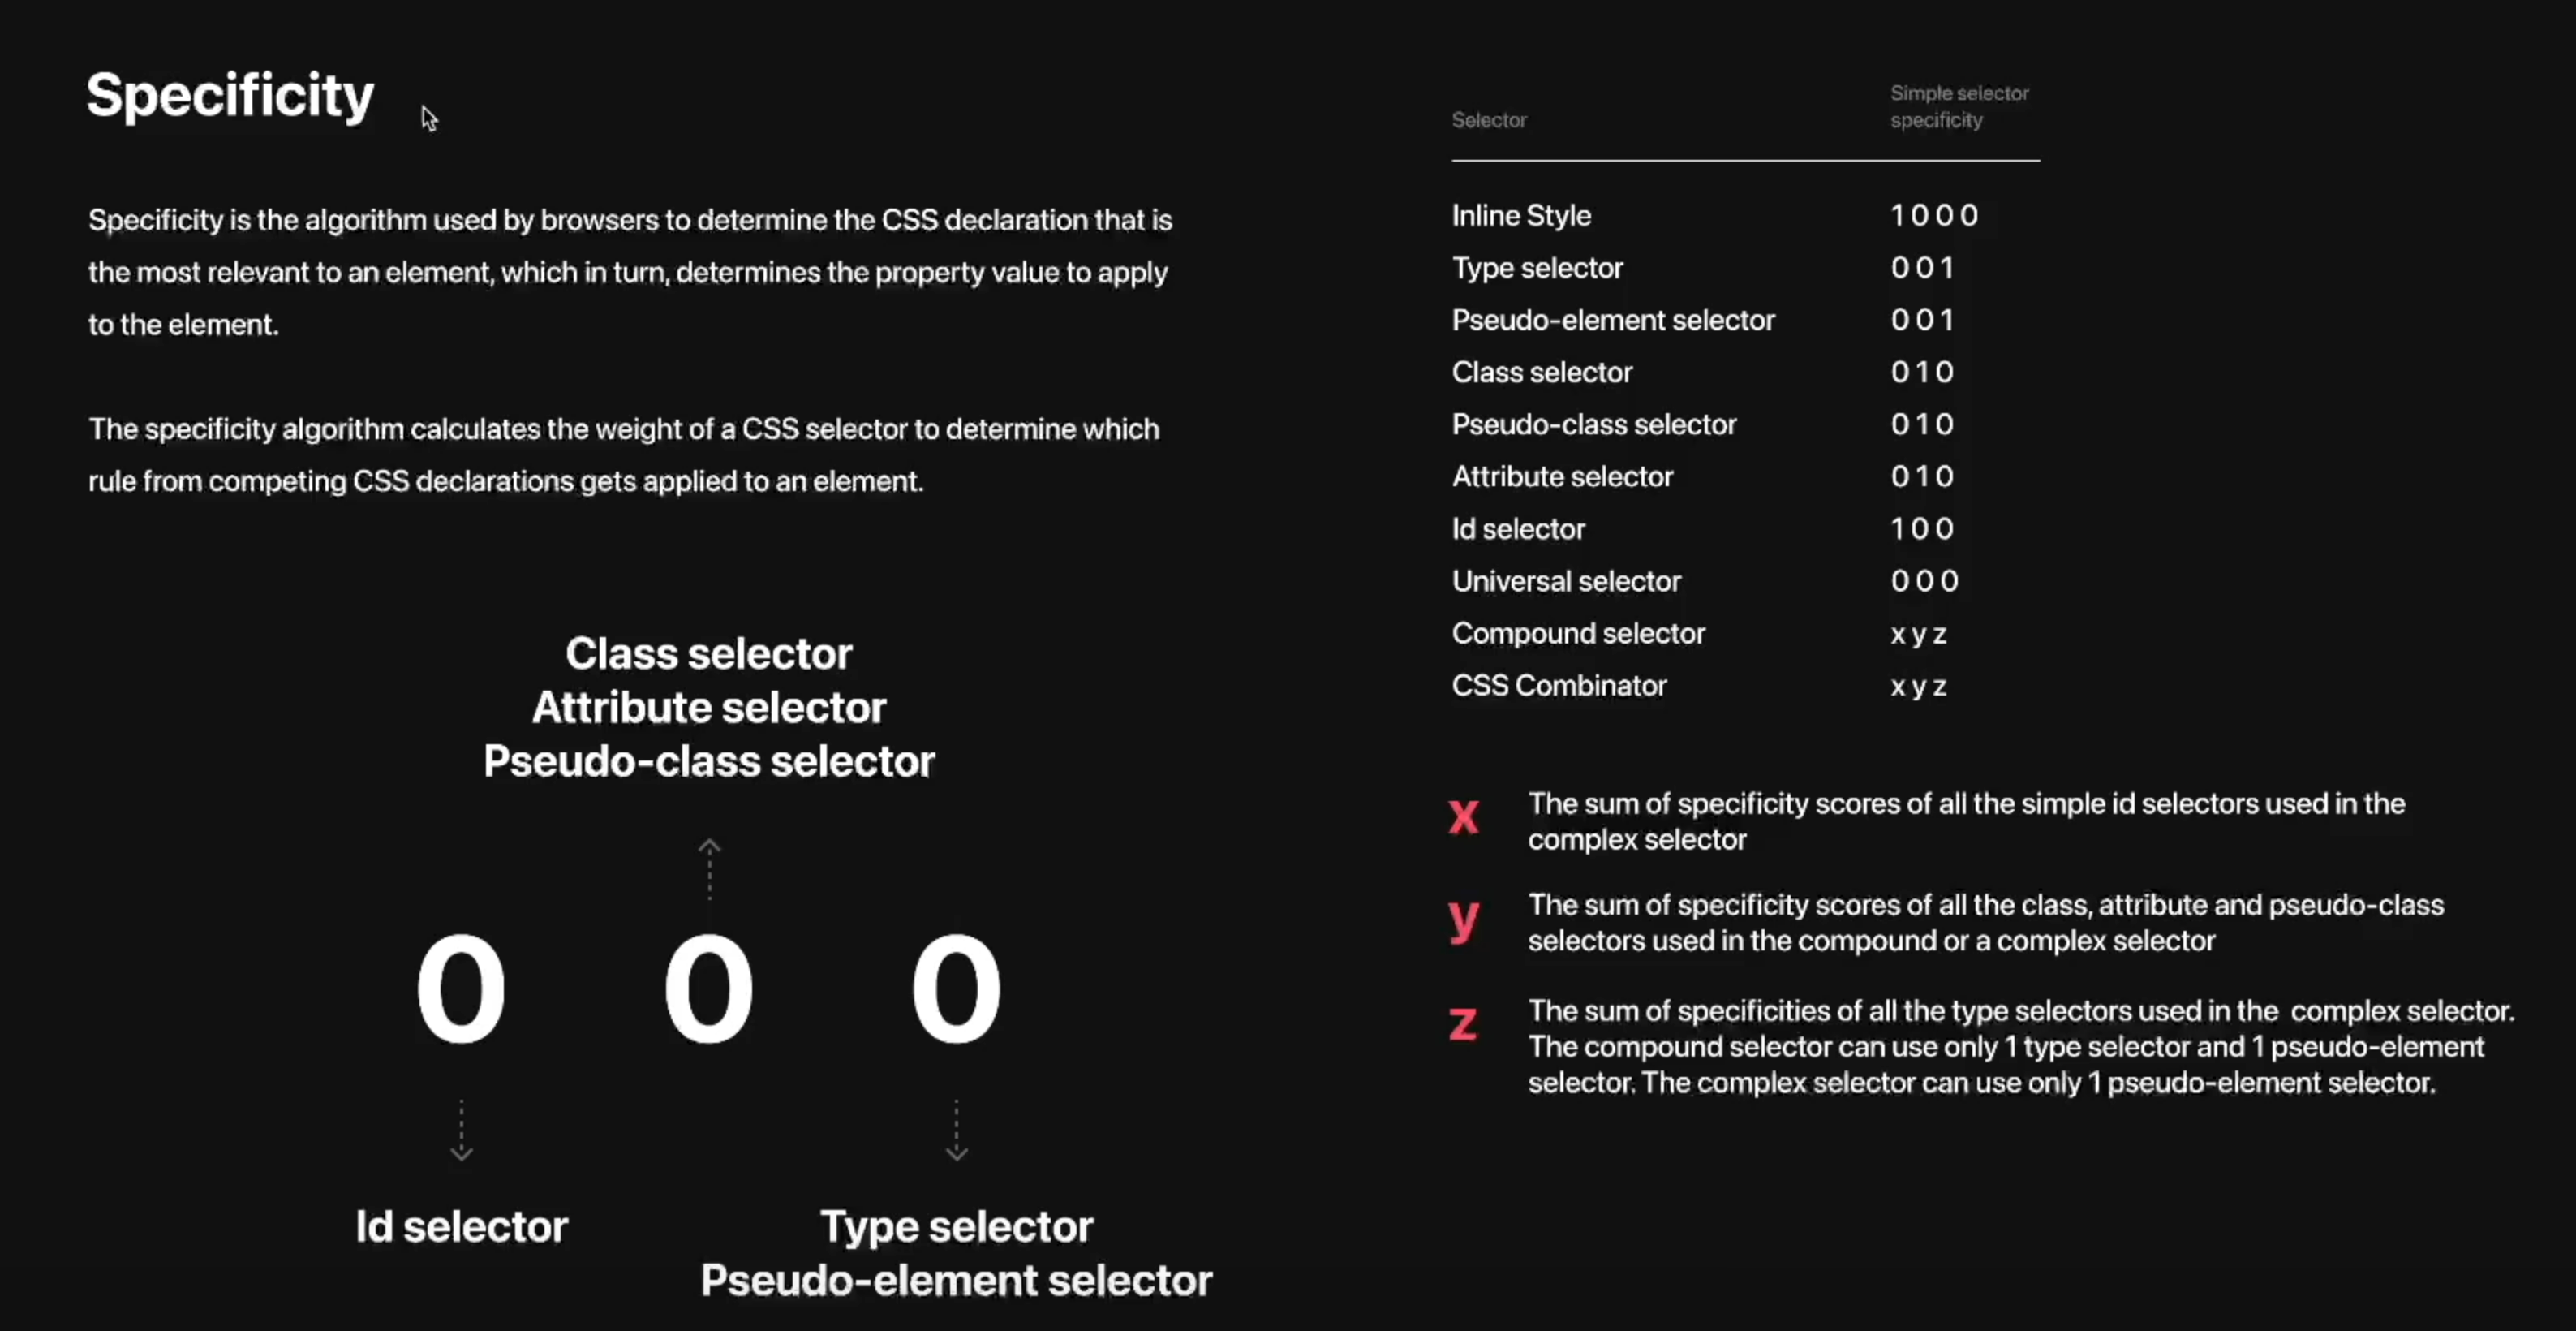 Specificity
Specificity is the algorithm used by browsers to determine the CSS declaration that is
the most relevant to an element, which in turn, determines the property value to apply
to the element.
The specificity algorithm calculates the weight of a CSS selector to determine which
rule from competing CSS declarations gets applied to an element.
Class selector
Attribute selector
Pseudo-class selector
0 0 0
Id selector
Type selector
Pseudo-element selector
Selector
Simple selector
specificity
Inline Style 1 0 0 0
Type selector 0 0 1
Pseudo-element selector 0 0 1
Class selector 0 1 0
Pseudo-class selector 0 1 0
Attribute selector 0 1 0
Id selector 1 0 0
Universal selector 0 0 0
Compound selector x y z
CSS Combinator x y z
x The sum of specificity scores of all the simple id selectors used in the
complex selector
y The sum of specificity scores of all the class, attribute and pseudo-class
selectors used in the compound or a complex selector
z The sum of specificities of all the type selectors used in the complex selector.
The compound selector can use only 1 type selector and 1 pseudo-element
selector. The complex selector can use only 1 pseudo-element selector.